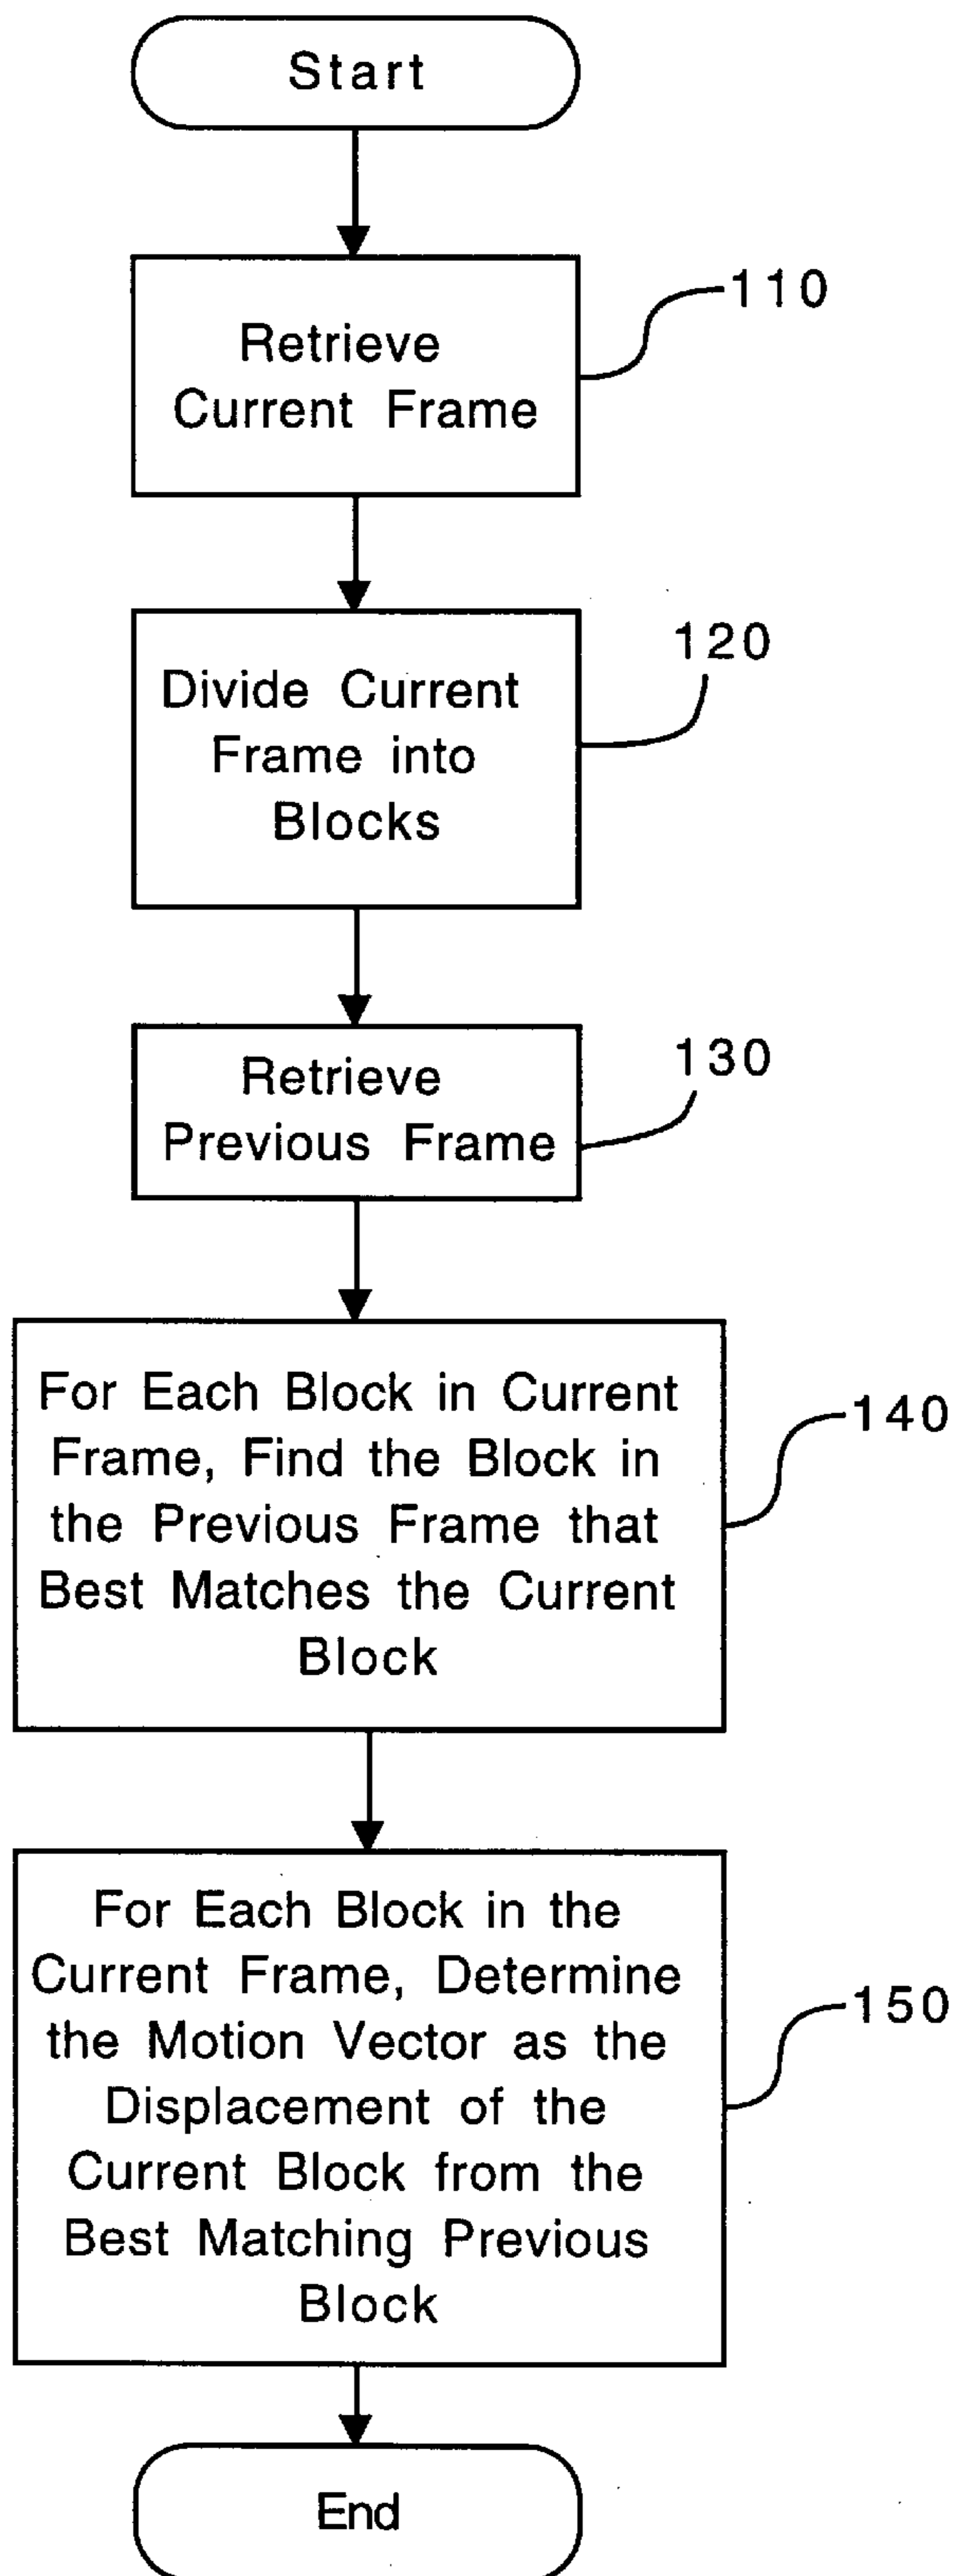 Start
Retrieve
Current Frame
110
Divide Current
Frame into
Blocks
120
Retrieve
Previous Frame
130
For Each Block in Current
Frame, Find the Block in
the Previous Frame that
Best Matches the Current
Block
140
For Each Block in the
Current Frame, Determine
the Motion Vector as the
Displacement of the
Current Block from the
Best Matching Previous
Block
150
End